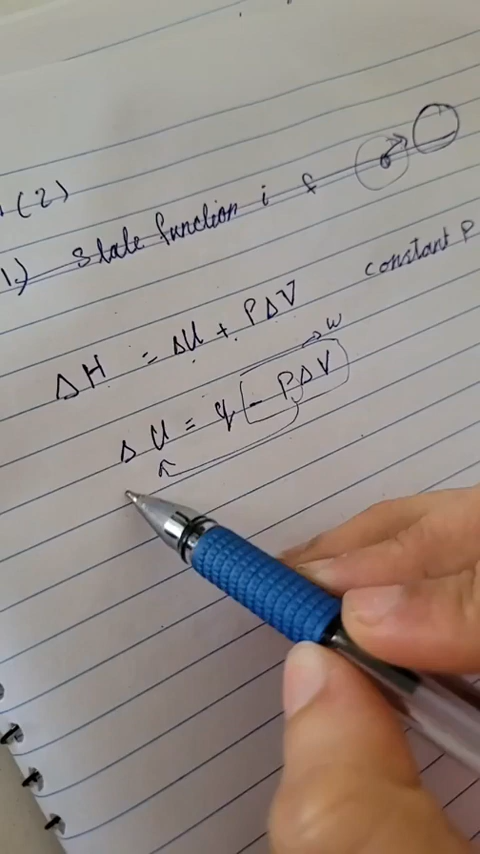 (2)
1.) State function i f
constant P
ΔH = ΔU + PΔV
w
ΔU = q - PΔV